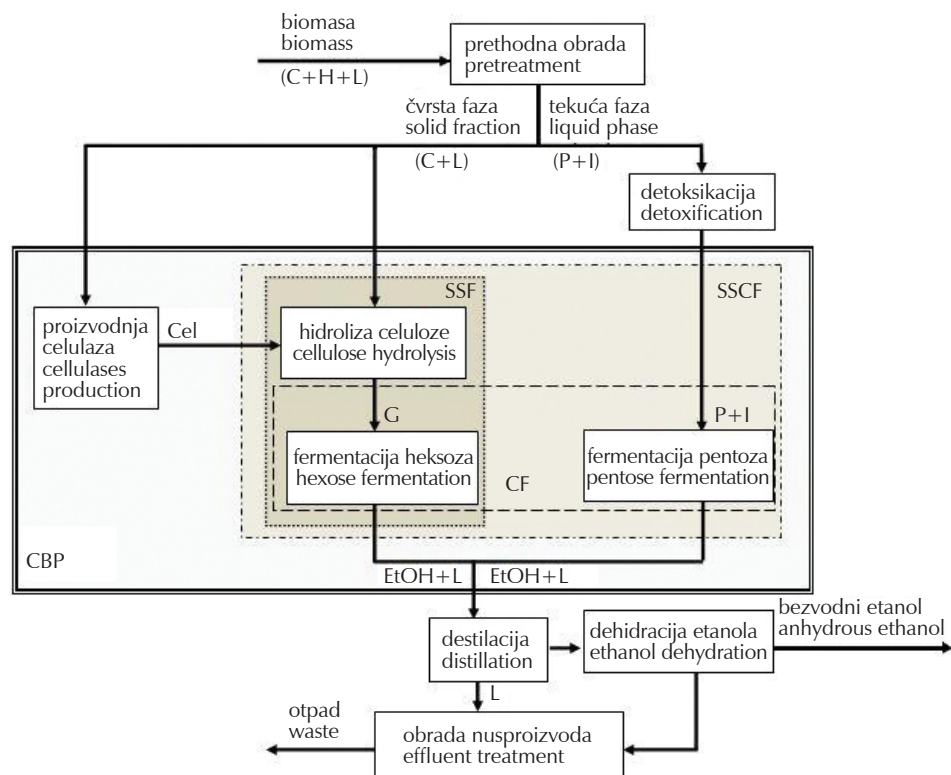 biomasa
biomass
(C+H+L)
prethodna obrada
pretreatment
čvrsta faza
solid fraction
(C+L)
tekuća faza
liquid phase
(P+I)
detoksikacija
detoxification
SSF
SSCF
proizvodnja
celulaza
cellulases
production
Cel
hidroliza celuloze
cellulose hydrolysis
G
P+I
fermentacija heksoza
hexose fermentation
CF
fermentacija pentoza
pentose fermentation
CBP
EtOH+L
EtOH+L
destilacija
distillation
dehidracija etanola
ethanol dehydration
bezvodni etanol
anhydrous ethanol
L
otpad
waste
obrada nusproizvoda
effluent treatment